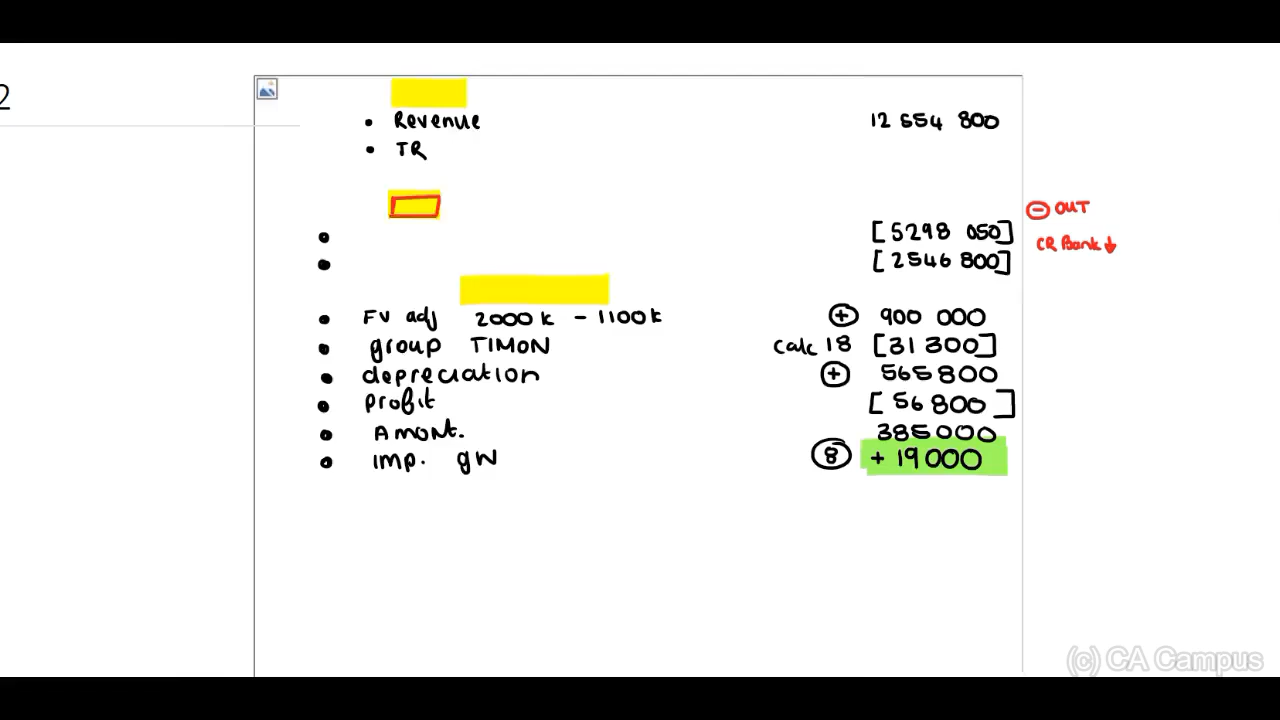 2
• Revenue 12 554 800
• TR
⊖ OUT
• [5298 050]
CR Bank ↓
• [2546 800]
• FV adj 2000k - 1100k ⊕ 900 000
• group TIMON calc 18 [31 300]
• depreciation ⊕ 565800
• Profit [56 800]
• Amort. 385000
• imp. gW 8 + 19000
(c) CA Campus